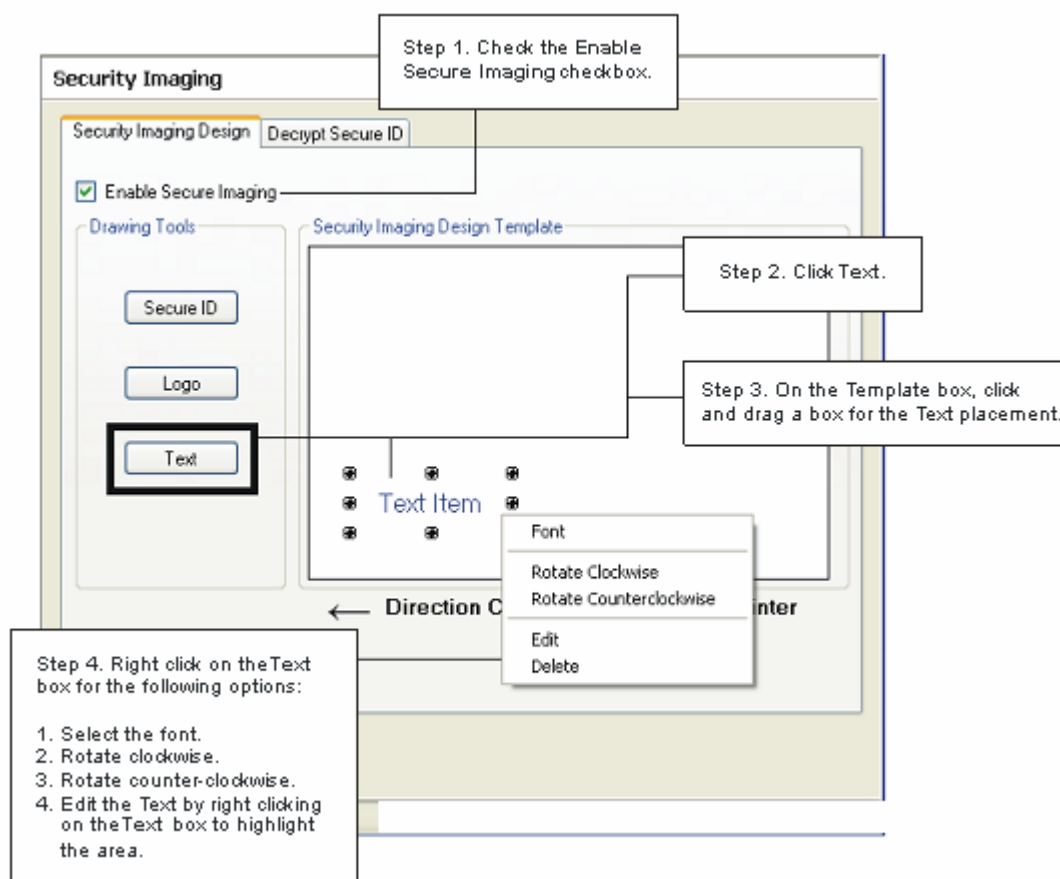 Step 1. Check the Enable
Secure Imaging checkbox.
Security Imaging
Security Imaging Design
Decrypt Secure ID
Enable Secure Imaging
Drawing Tools
Security Imaging Design Template
Step 2. Click Text.
Secure ID
Logo
Step 3. On the Template box, click
and drag a box for the Text placement.
Text
Text Item
Font
Rotate Clockwise
Rotate Counterclockwise
Edit
Delete
← Direction C
inter
Step 4. Right click on the Text
box for the following options:
1. Select the font.
2. Rotate clockwise.
3. Rotate counter-clockwise.
4. Edit the Text by right clicking
on the Text box to highlight
the area.